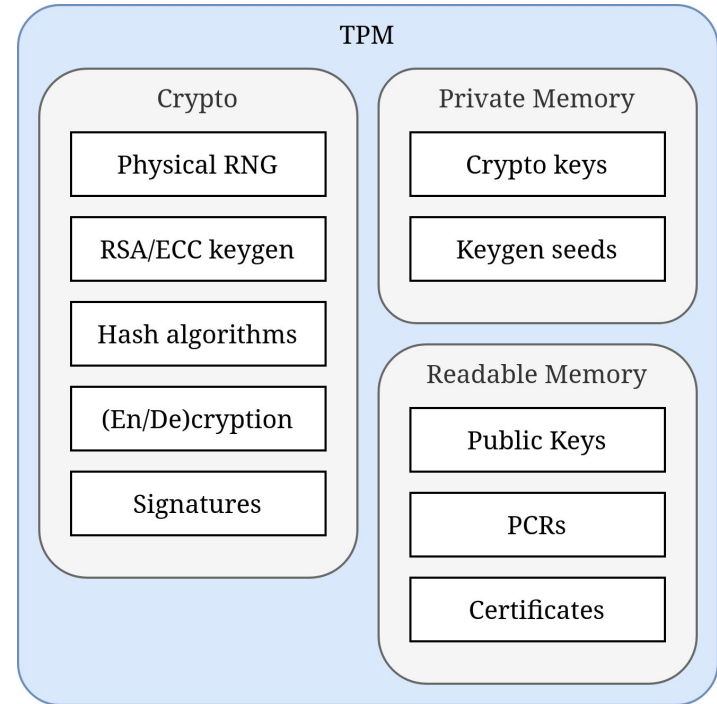 TPM
Crypto
Physical RNG
RSA/ECC keygen
Hash algorithms
(En/De)cryption
Signatures
Private Memory
Crypto keys
Keygen seeds
Readable Memory
Public Keys
PCRs
Certificates